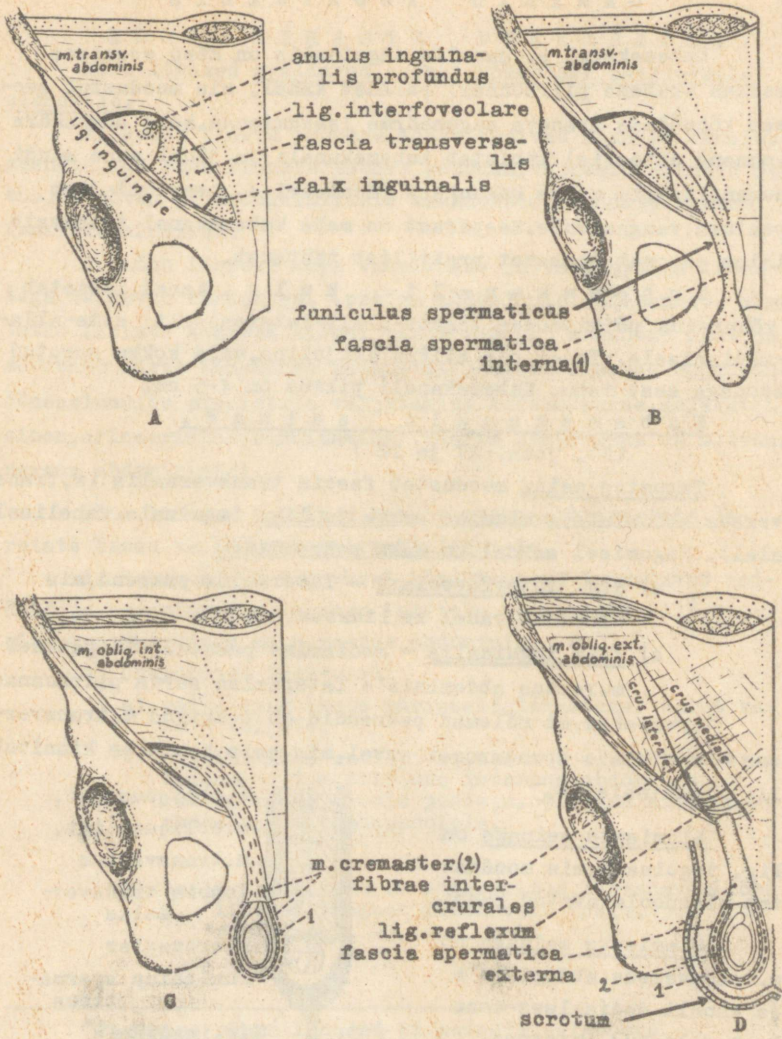 m.transv.
abdominis
lig. inguinale
anulus inguina-
lis profundus
lig.interfoveolare
fascia transversa-
lis
falx inguinalis
m.transv.
abdominis
funiculus spermaticus
fascia spermatica
interna(1)
A
B
m. obliq. int.
abdominis
m. obliq. ext.
abdominis
crus laterale
crus mediale
m.cremaster(2)
fibrae inter-
crurales
lig.reflexum
fascia spermatica
externa
scrotum
1
2
1
C
D